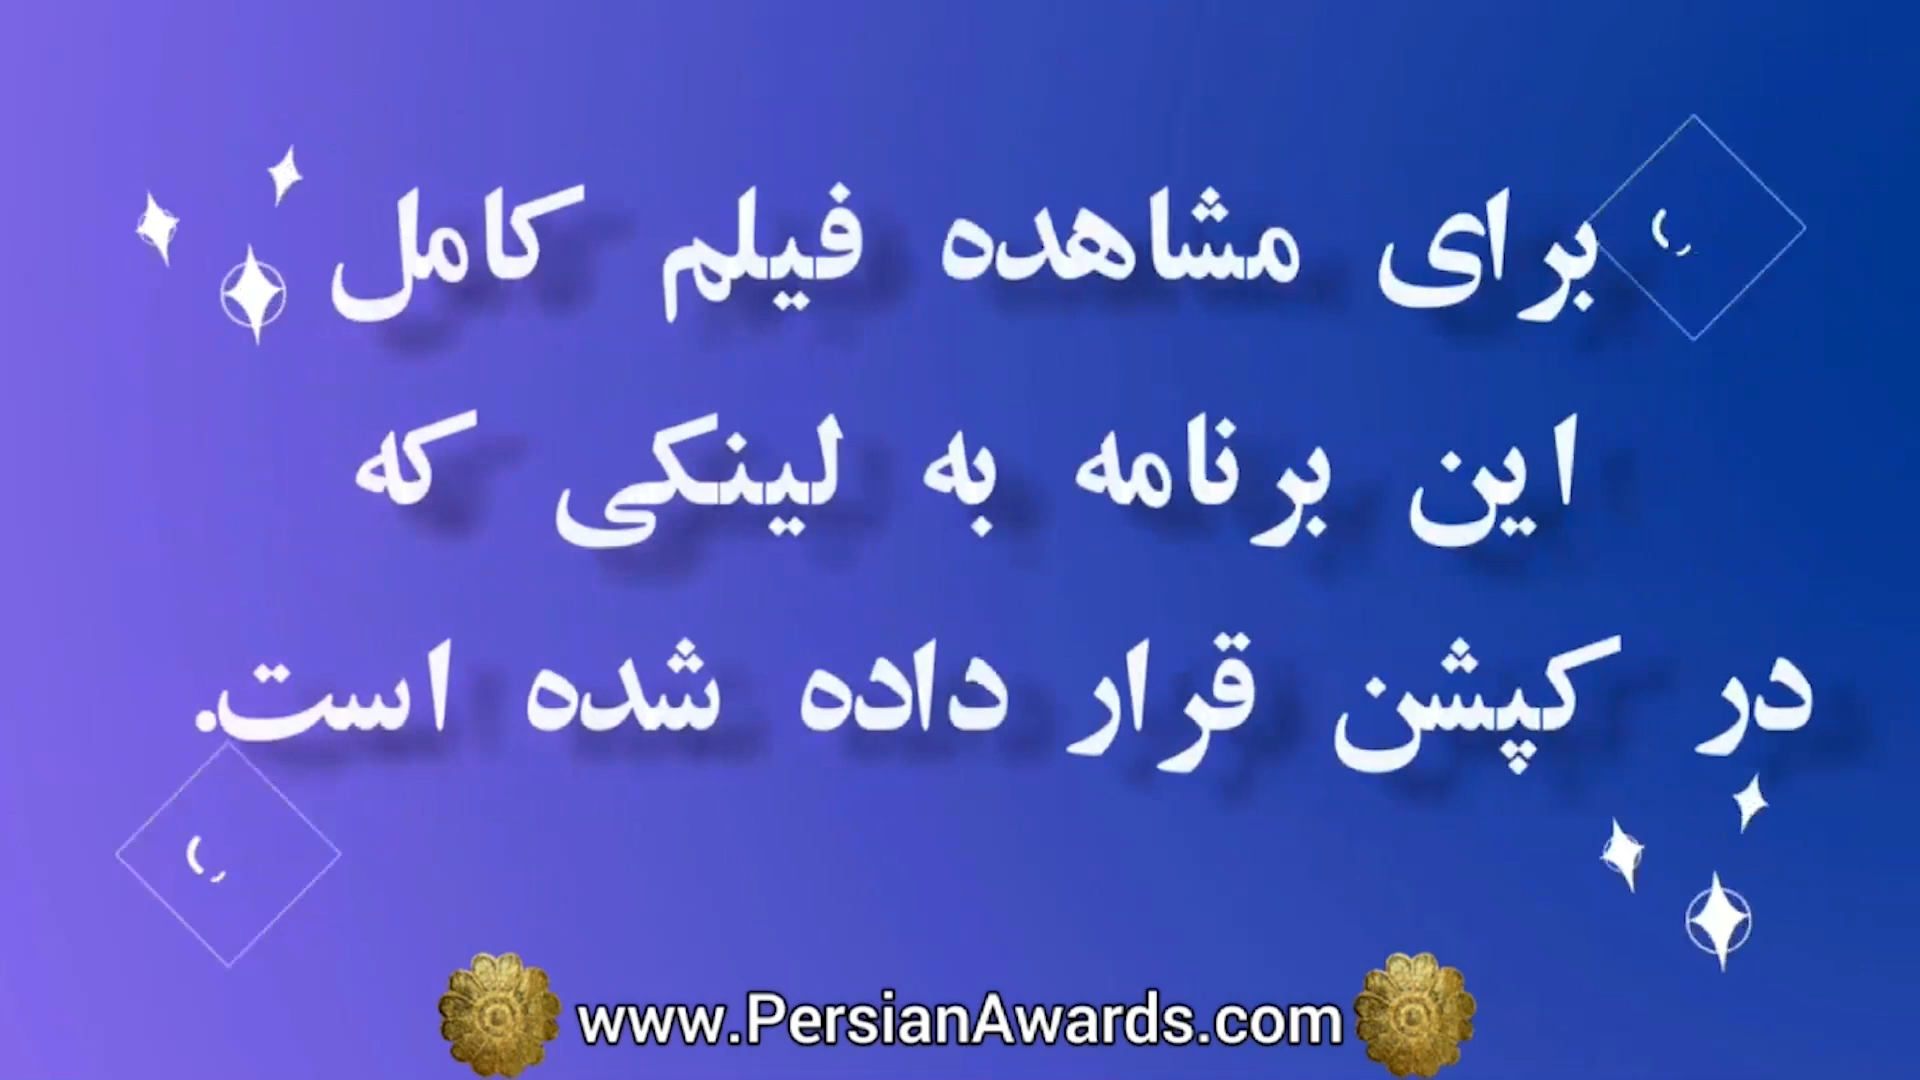 برای مشاهده فیلم کامل
این برنامه به لینکی که
در کپشن قرار داده شده است.
www.PersianAwards.com